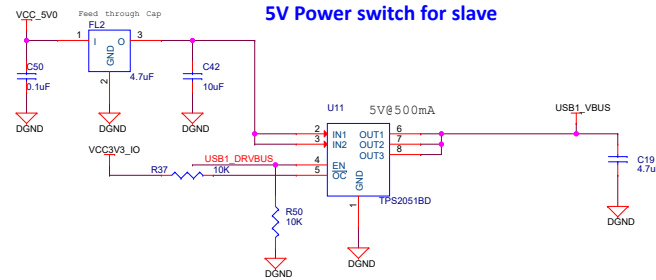 5V Power switch for slave
VCC_5V0
Feed through Cap
FL2
1
I
O
3
GND
2
4.7uF
C50
0.1uF
C42
10uF
DGND
DGND
DGND
U11
5V@500mA
USB1_VBUS
2
IN1
OUT1
6
3
IN2
OUT2
7
OUT3
8
VCC3V3_IO
USB1_DRVBUS
4
EN
R37
10K
5
OC
GND
1
TPS2051BD
C19
4.7u
R50
10K
DGND
DGND
DGND